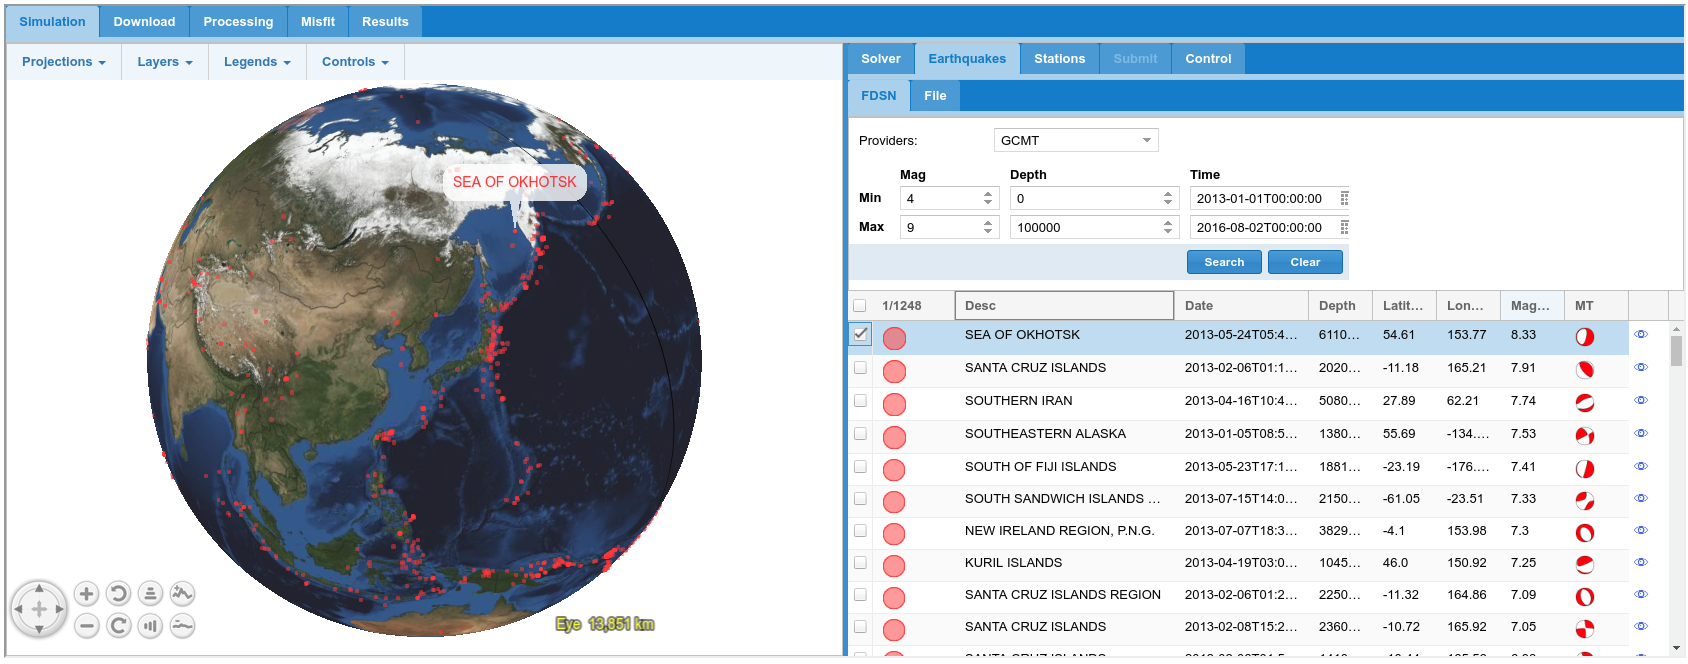 Simulation Download Processing Misfit Results
Projections Layers Legends Controls
SEA OF OKHOTSK
Eye 13,851 km
Solver Earthquakes Stations Submit Control
FDSN File
Providers: GCMT
Mag Depth Time
Min 4 0 2013-01-01T00:00:00
Max 9 100000 2016-08-02T00:00:00
Search Clear
1/1248 Desc Date Depth Latit... Lon... Mag... MT
SEA OF OKHOTSK 2013-05-24T05:4... 6110... 54.61 153.77 8.33
SANTA CRUZ ISLANDS 2013-02-06T01:1... 2020... -11.18 165.21 7.91
SOUTHERN IRAN 2013-04-16T10:4... 5080... 27.89 62.21 7.74
SOUTHEASTERN ALASKA 2013-01-05T08:5... 1380... 55.69 -134.... 7.53
SOUTH OF FIJI ISLANDS 2013-05-23T17:1... 1881... -23.19 -176.... 7.41
SOUTH SANDWICH ISLANDS ... 2013-07-15T14:0... 2150... -61.05 -23.51 7.33
NEW IRELAND REGION, P.N.G. 2013-07-07T18:3... 3829... -4.1 153.98 7.3
KURIL ISLANDS 2013-04-19T03:0... 1045... 46.0 150.92 7.25
SANTA CRUZ ISLANDS REGION 2013-02-06T01:2... 2250... -11.32 164.86 7.09
SANTA CRUZ ISLANDS 2013-02-08T15:2... 2360... -10.72 165.92 7.05